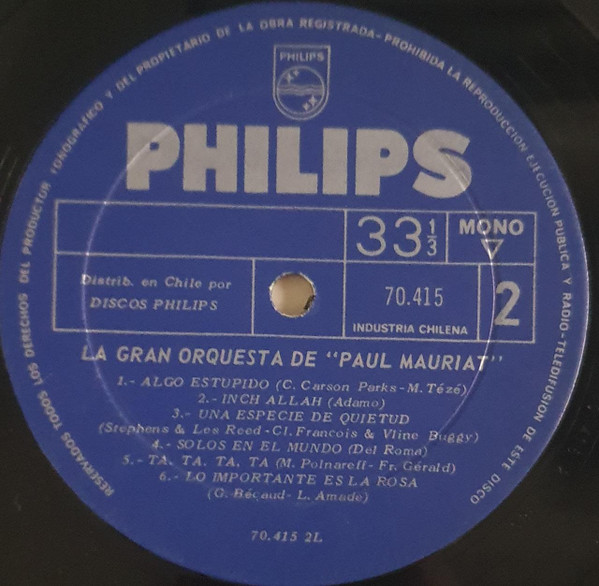 RESERVADOS TODOS LOS DERECHOS DEL PRODUCTOR FONOGRAFICO Y DEL PROPIETARIO DE LA OBRA REGISTRADA-PROHIBIDA LA REPRODUCCION EJECUCION PUBLICA Y RADIO-TELEDIFUSION DE ESTE DISCO
PHILIPS
PHILIPS
33 1/3
MONO
Distrib. en Chile por
DISCOS PHILIPS
70.415
INDUSTRIA CHILENA
2
LA GRAN ORQUESTA DE "PAUL MAURIAT"
1.- ALGO ESTUPIDO (C. Carson Parks-M. Tézé)
2.- INCH ALLAH (Adamo)
3.- UNA ESPECIE DE QUIETUD
(Stephens & Les Reed-Cl. Francois & Vline Buggy)
4.- SOLOS EN EL MUNDO (Del Roma)
5.- TA, TA, TA, TA (M. Polnareff- Fr. Gérald)
6.- LO IMPORTANTE ES LA ROSA
(G. Bécaud- L. Amade)
70.415 2L